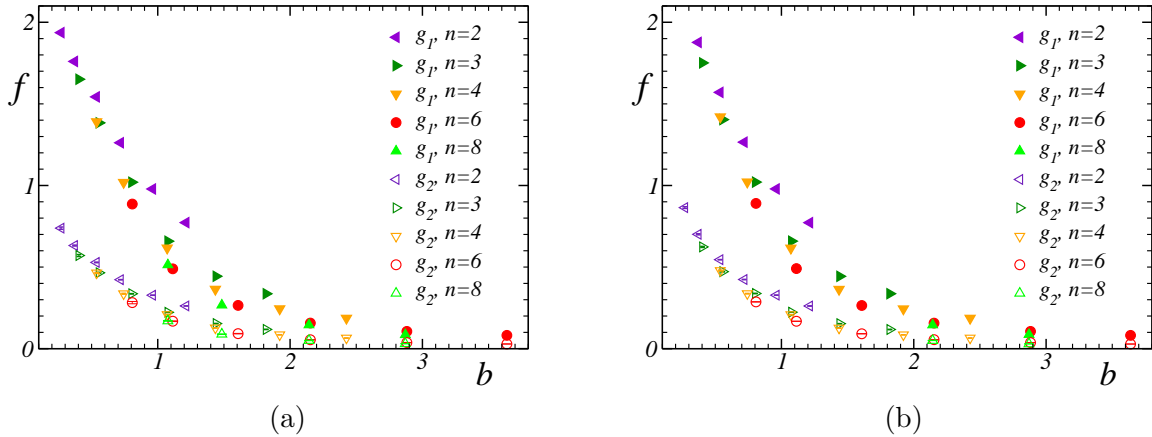 2
f
1
0
1
2
3
b
g1, n=2
g1, n=3
g1, n=4
g1, n=6
g1, n=8
g2, n=2
g2, n=3
g2, n=4
g2, n=6
g2, n=8
(a)
2
f
1
0
1
2
3
b
g1, n=2
g1, n=3
g1, n=4
g1, n=6
g1, n=8
g2, n=2
g2, n=3
g2, n=4
g2, n=6
g2, n=8
(b)